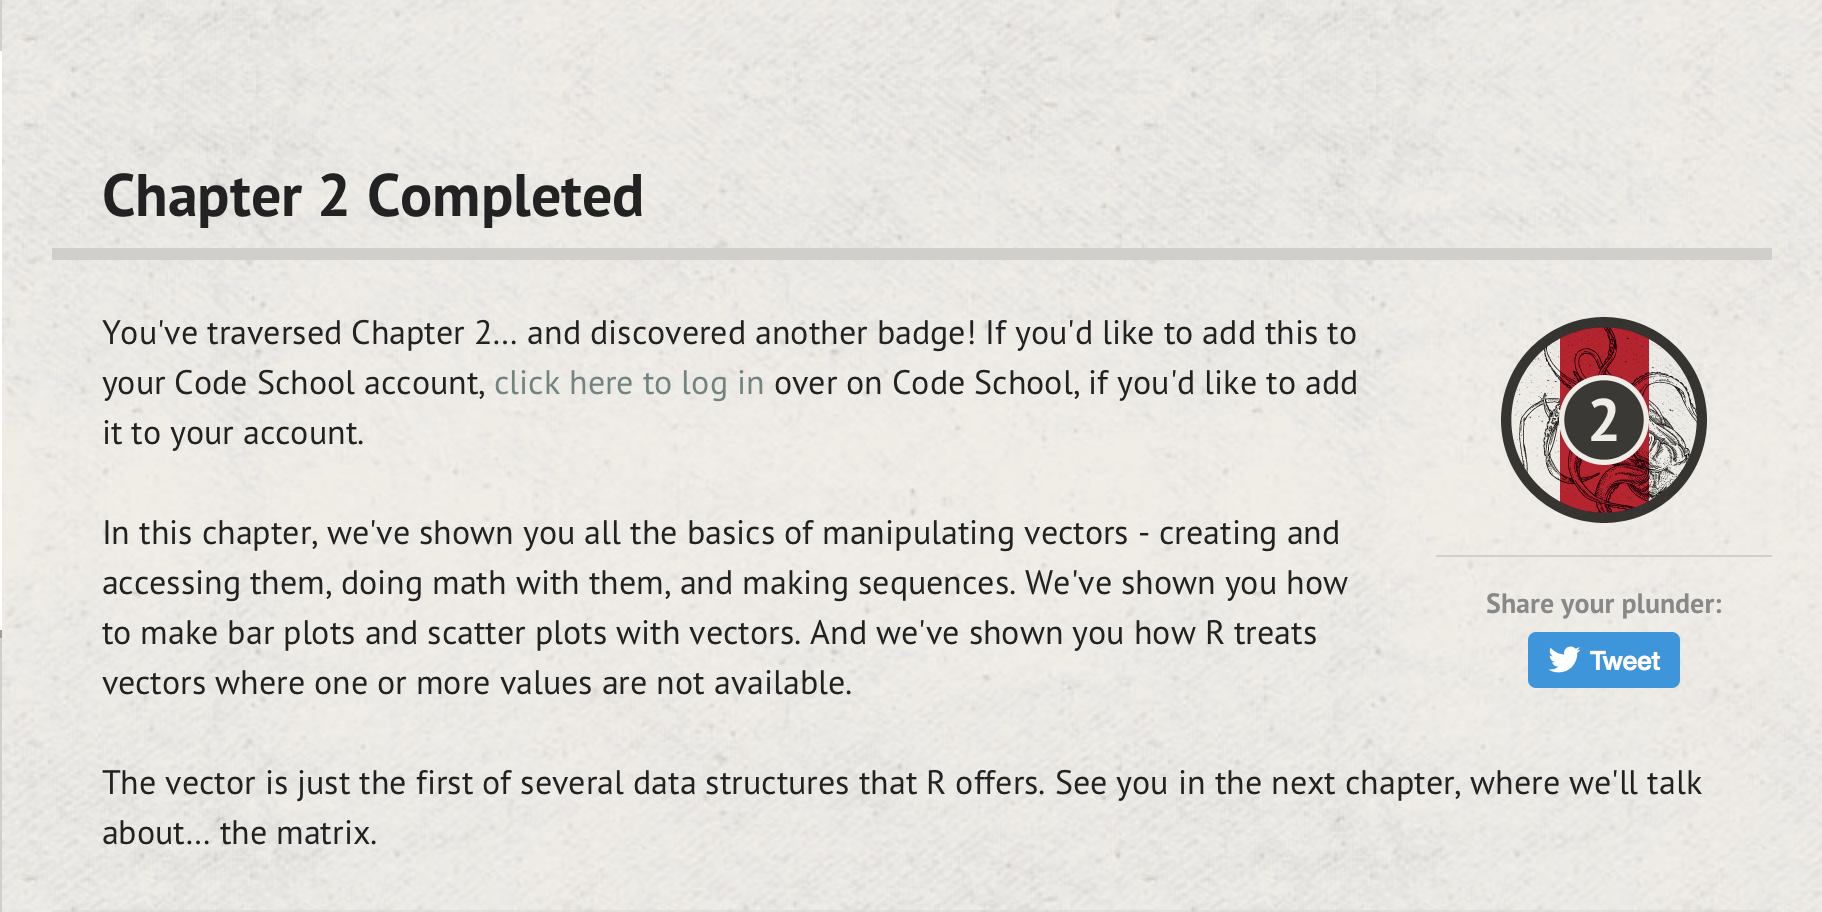 Chapter 2 Completed
You've traversed Chapter 2... and discovered another badge! If you'd like to add this to
your Code School account, click here to log in over on Code School, if you'd like to add
it to your account.
2
In this chapter, we've shown you all the basics of manipulating vectors - creating and
accessing them, doing math with them, and making sequences. We've shown you how
to make bar plots and scatter plots with vectors. And we've shown you how R treats
vectors where one or more values are not available.
Share your plunder:
Tweet
The vector is just the first of several data structures that R offers. See you in the next chapter, where we'll talk
about... the matrix.